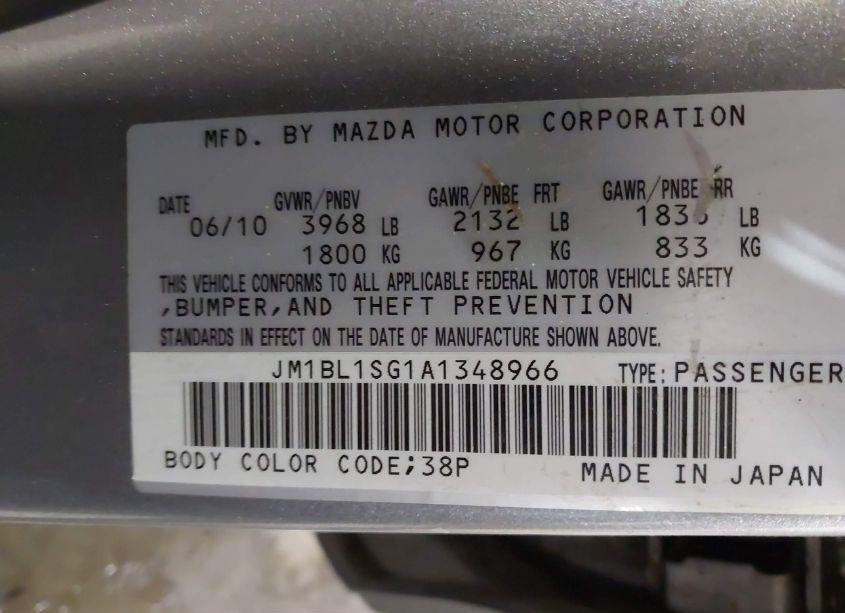 MFD. BY MAZDA MOTOR CORPORATION
DATE GVWR/PNBV GAWR/PNBE FRT GAWR/PNBE RR
06/10 3968 LB 2132 LB LB
1800 KG 967 KG 833 KG
THIS VEHICLE CONFORMS TO ALL APPLICABLE FEDERAL MOTOR VEHICLE SAFETY
,BUMPER,AND THEFT PREVENTION
STANDARDS IN EFFECT ON THE DATE OF MANUFACTURE SHOWN ABOVE.
JM1BL1SG1A1348966 TYPE: PASSENGER
BODY COLOR CODE;38P MADE IN JAPAN